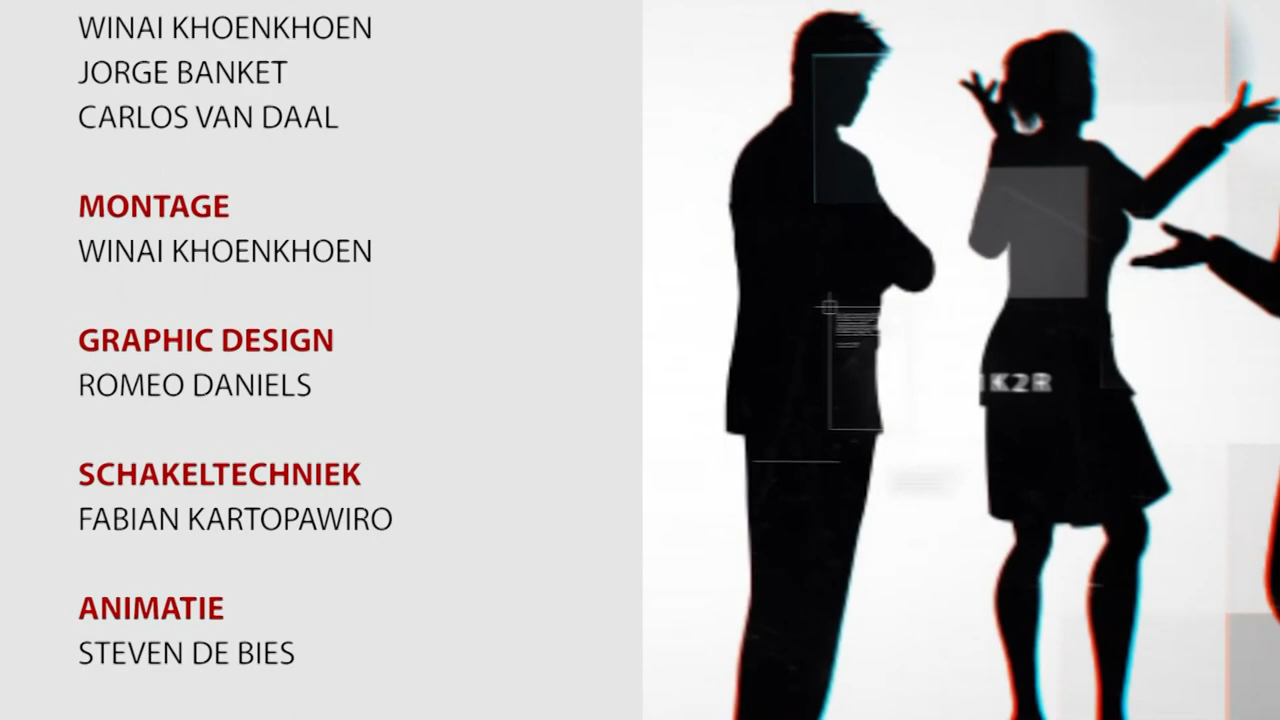 WINAI KHOENKHOEN
JORGE BANKET
CARLOS VAN DAAL
MONTAGE
WINAI KHOENKHOEN
GRAPHIC DESIGN
ROMEO DANIELS
SCHAKELTECHNIEK
FABIAN KARTOPAWIRO
ANIMATIE
STEVEN DE BIES